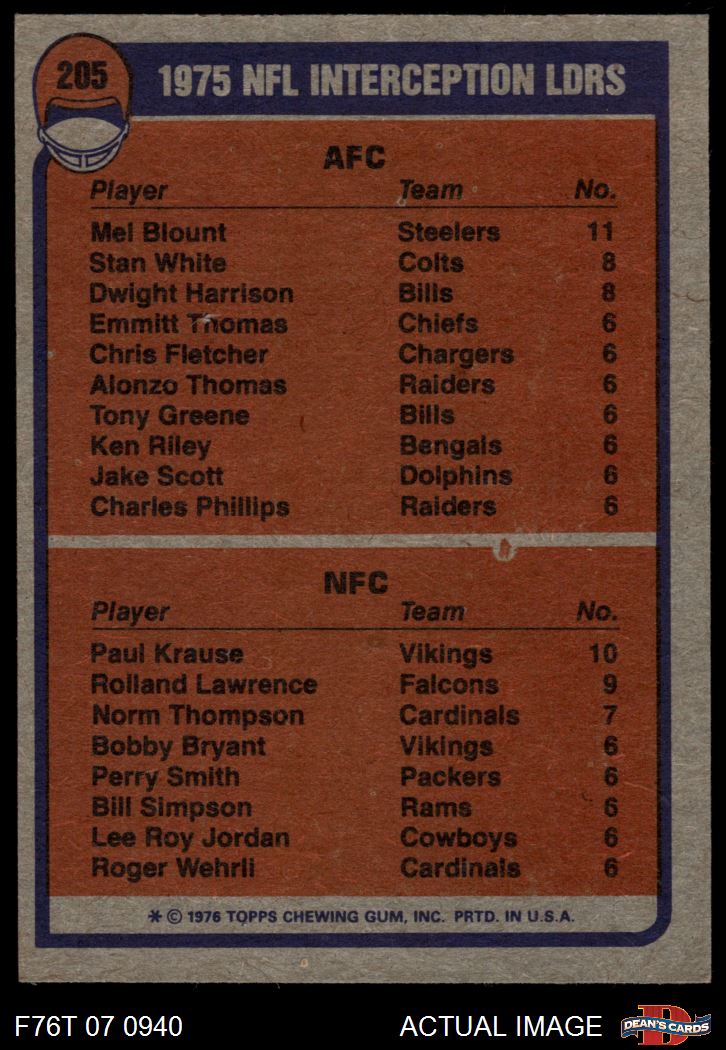 205
1975 NFL INTERCEPTION LDRS
AFC
Player Team No.
Mel Blount Steelers 11
Stan White Colts 8
Dwight Harrison Bills 8
Emmitt Thomas Chiefs 6
Chris Fletcher Chargers 6
Alonzo Thomas Raiders 6
Tony Greene Bills 6
Ken Riley Bengals 6
Jake Scott Dolphins 6
Charles Phillips Raiders 6
NFC
Player Team No.
Paul Krause Vikings 10
Rolland Lawrence Falcons 9
Norm Thompson Cardinals 7
Bobby Bryant Vikings 6
Perry Smith Packers 6
Bill Simpson Rams 6
Lee Roy Jordan Cowboys 6
Roger Wehrli Cardinals 6
* © 1976 TOPPS CHEWING GUM, INC. PRTD. IN U.S.A.
F76T 07 0940 ACTUAL IMAGE
D
DEAN'S CARDS